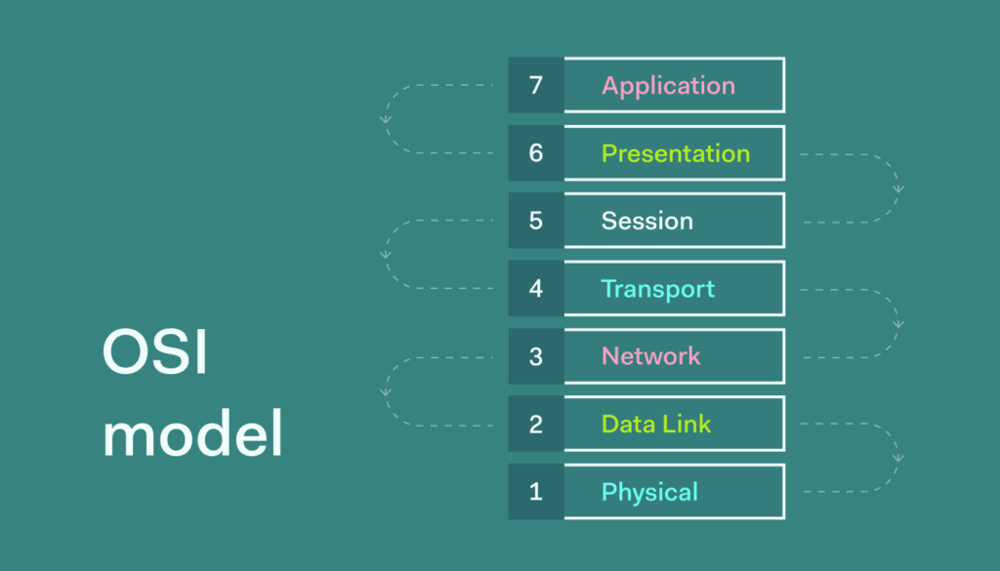 7 Application
6 Presentation
5 Session
4 Transport
3 Network
2 Data Link
1 Physical
OSI
model